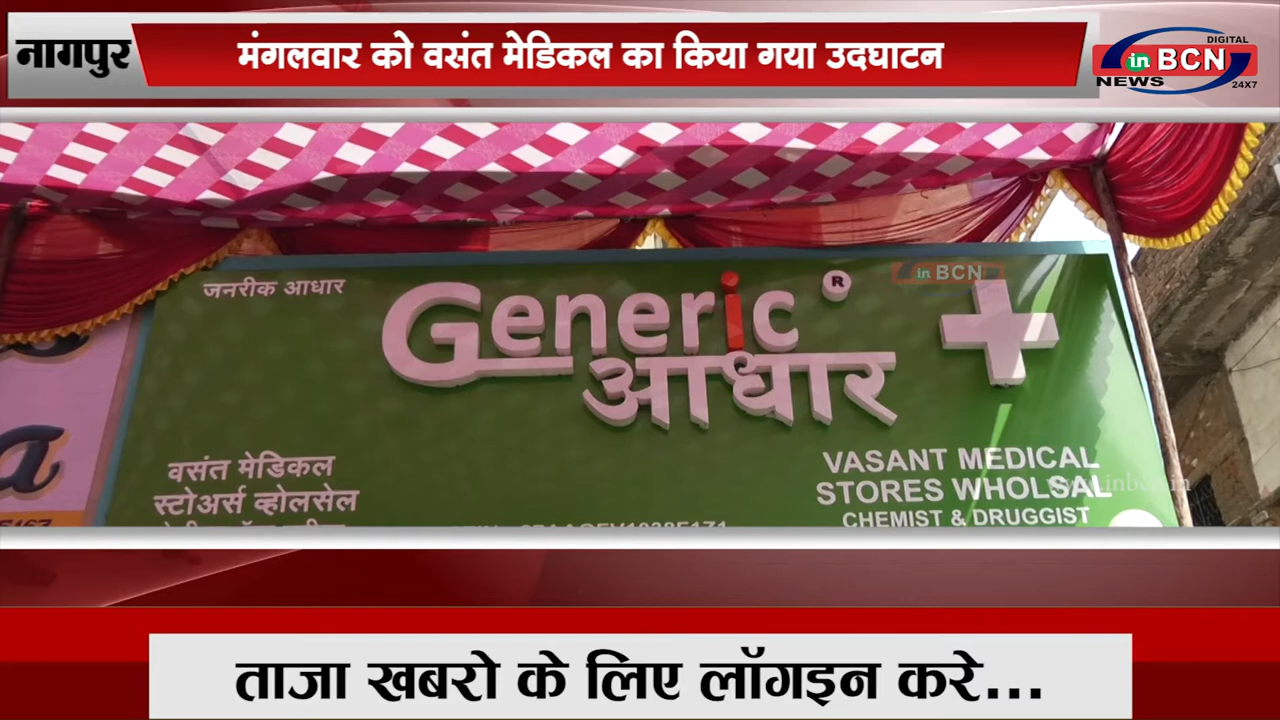 नागपुर
मंगलवार को वसंत मेडिकल का किया गया उदघाटन
DIGITAL
in BCN
NEWS
24X7
in BCN
जनरीक आधार
Generic
®
आधार
वसंत मेडिकल
स्टोअर्स व्होलसेल
VASANT MEDICAL
STORES WHOLSAL
CHEMIST & DRUGGIST
ताजा खबरो के लिए लॉगइन करे...